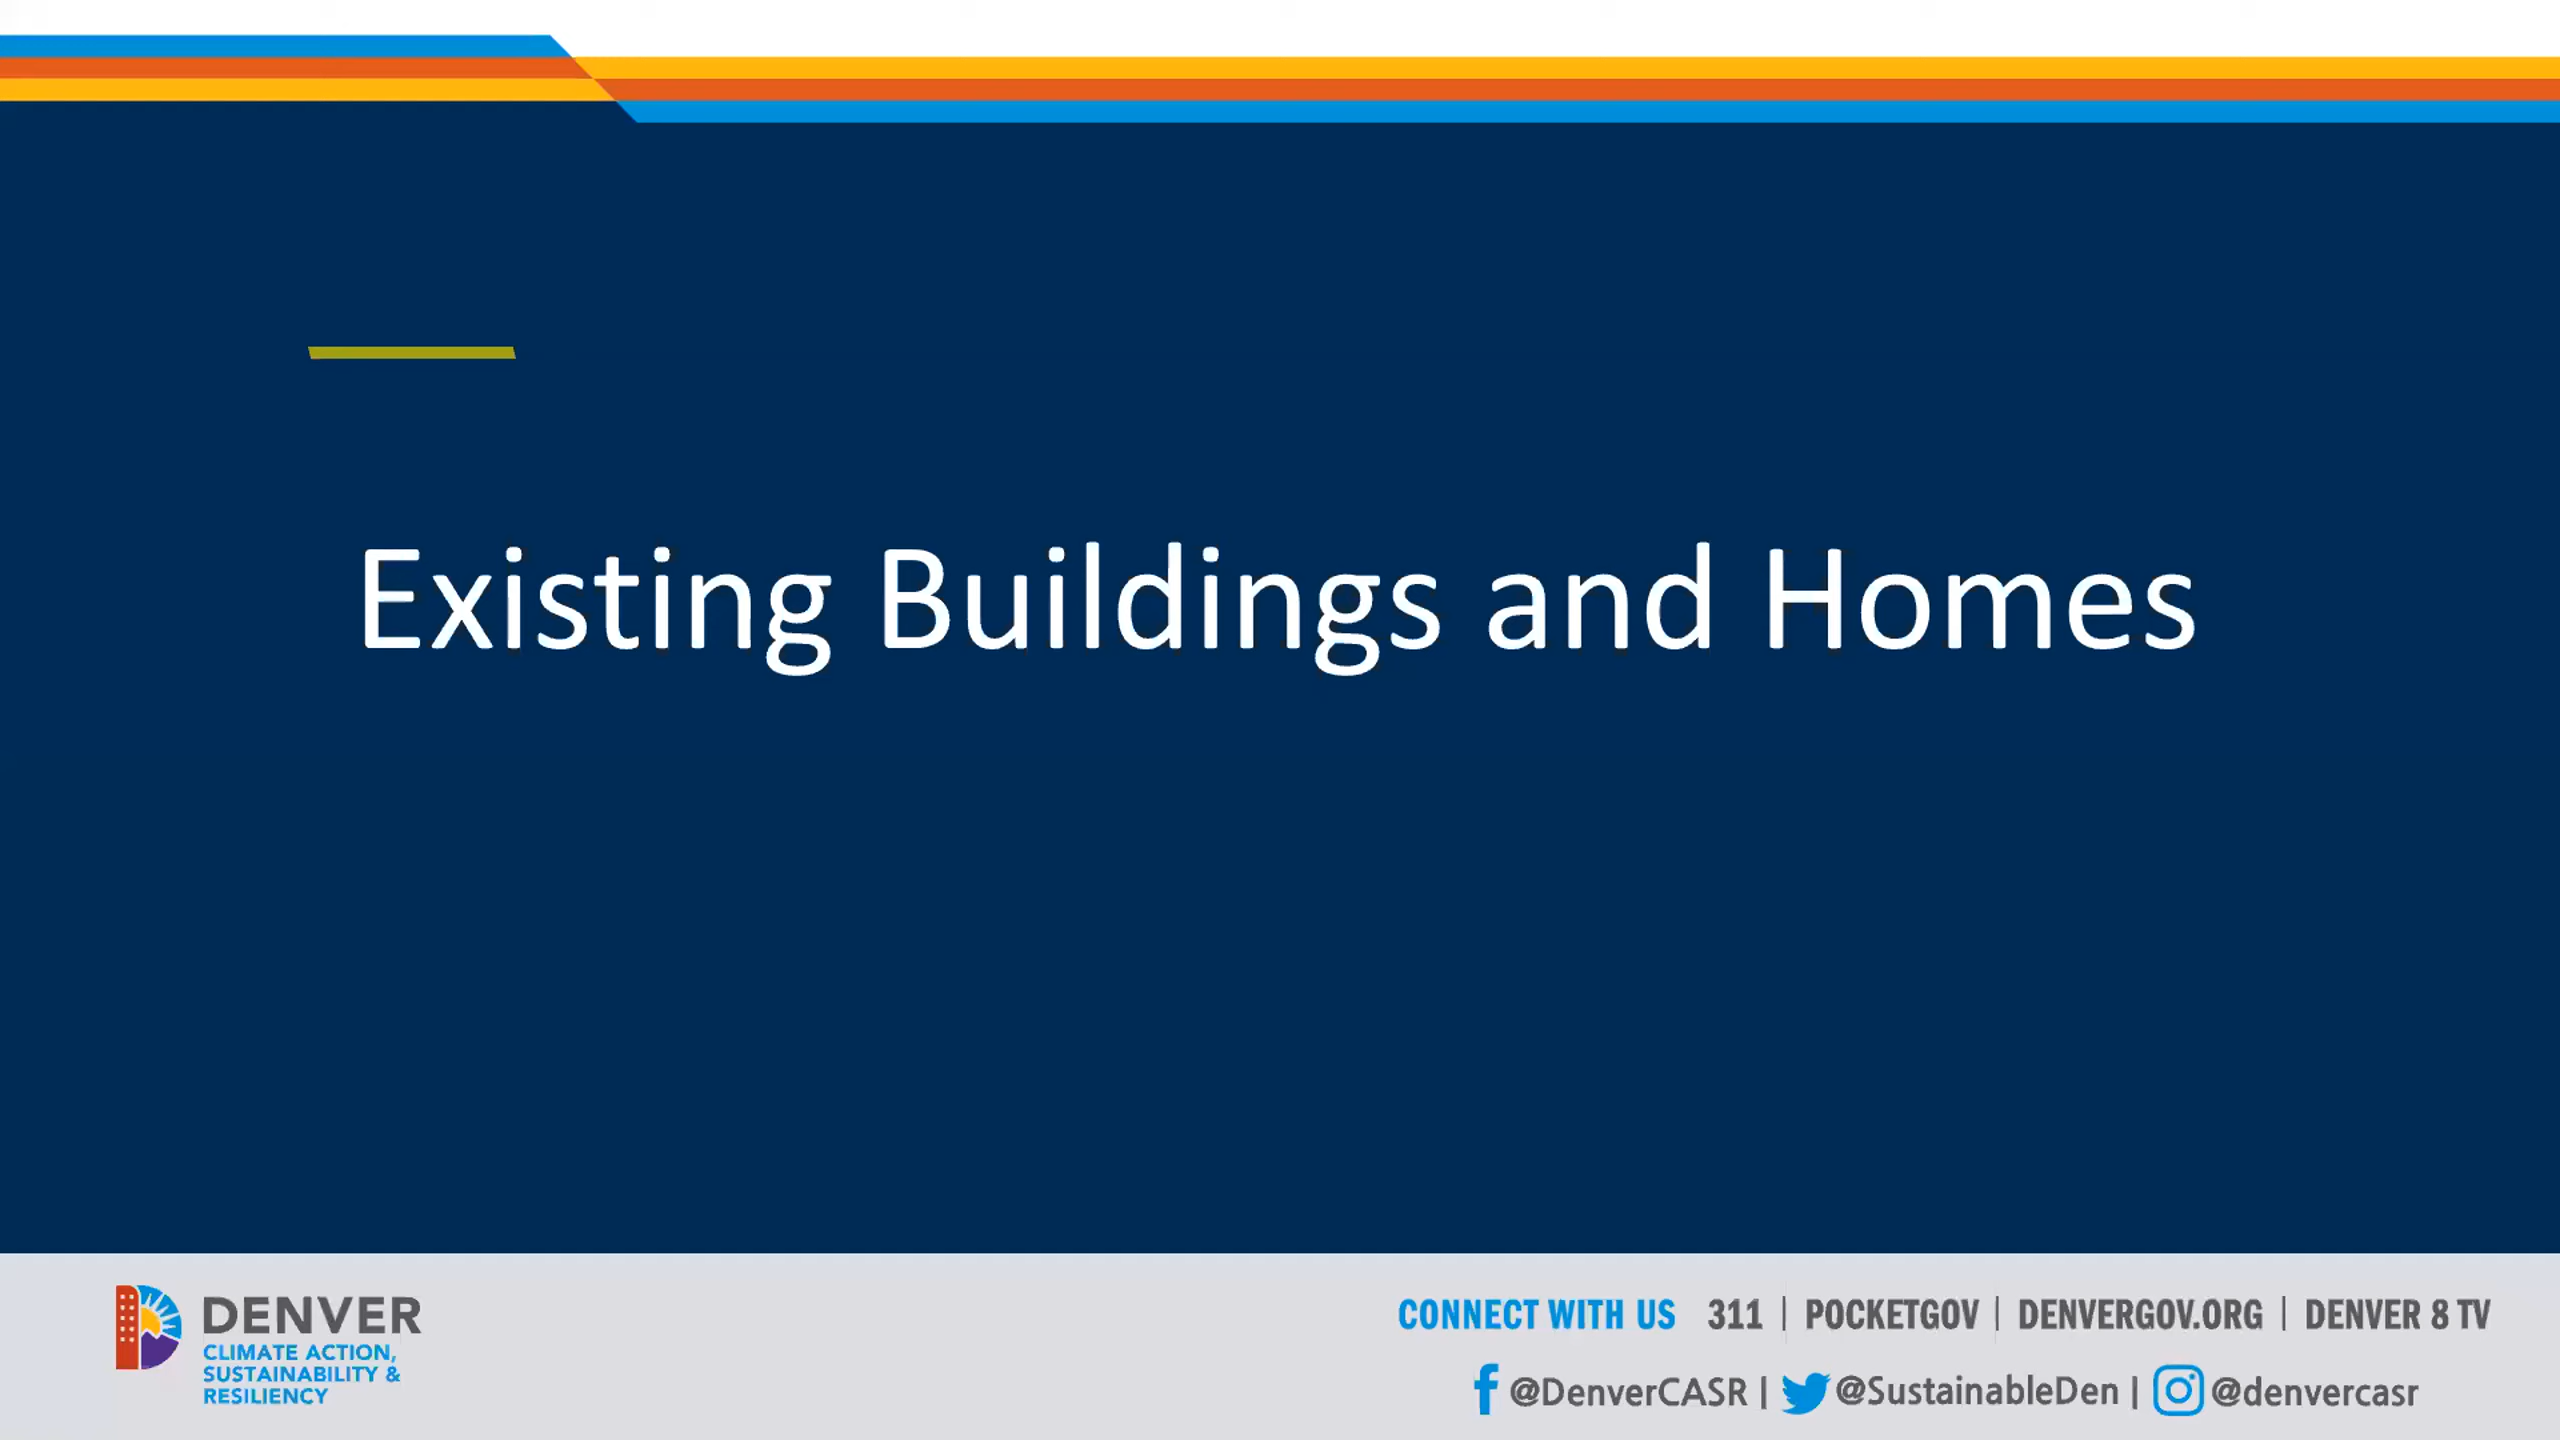 Existing Buildings and Homes
DENVER
CLIMATE ACTION,
SUSTAINABILITY &
RESILIENCY
CONNECT WITH US 311 | POCKETGOV | DENVERGOV.ORG | DENVER 8 TV
@DenverCASR | @SustainableDen | @denvercasr